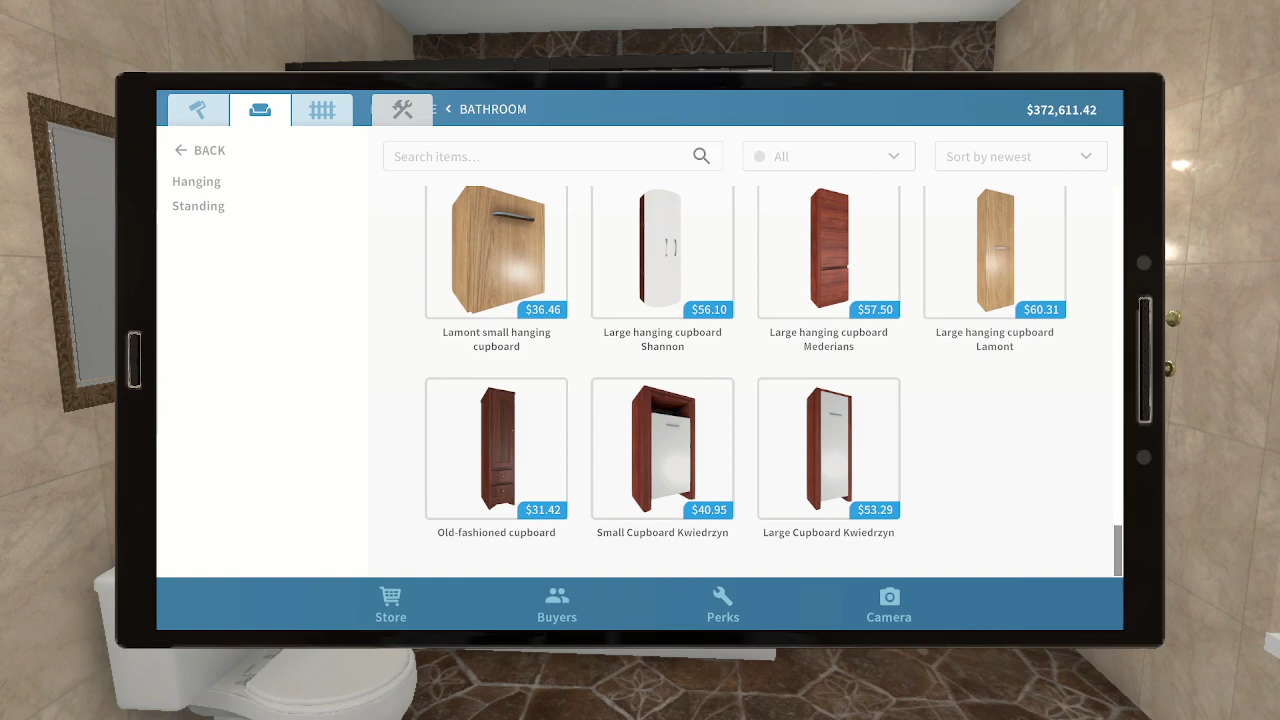 E
BATHROOM
$372,611.42
BACK
Search items...
All
Sort by newest
Hanging
Standing
$36.46
$56.10
$57.50
$60.31
Lamont small hanging
cupboard
Large hanging cupboard
Shannon
Large hanging cupboard
Mederians
Large hanging cupboard
Lamont
$31.42
$40.95
$53.29
Old-fashioned cupboard
Small Cupboard Kwiedrzyn
Large Cupboard Kwiedrzyn
Store
Buyers
Perks
Camera